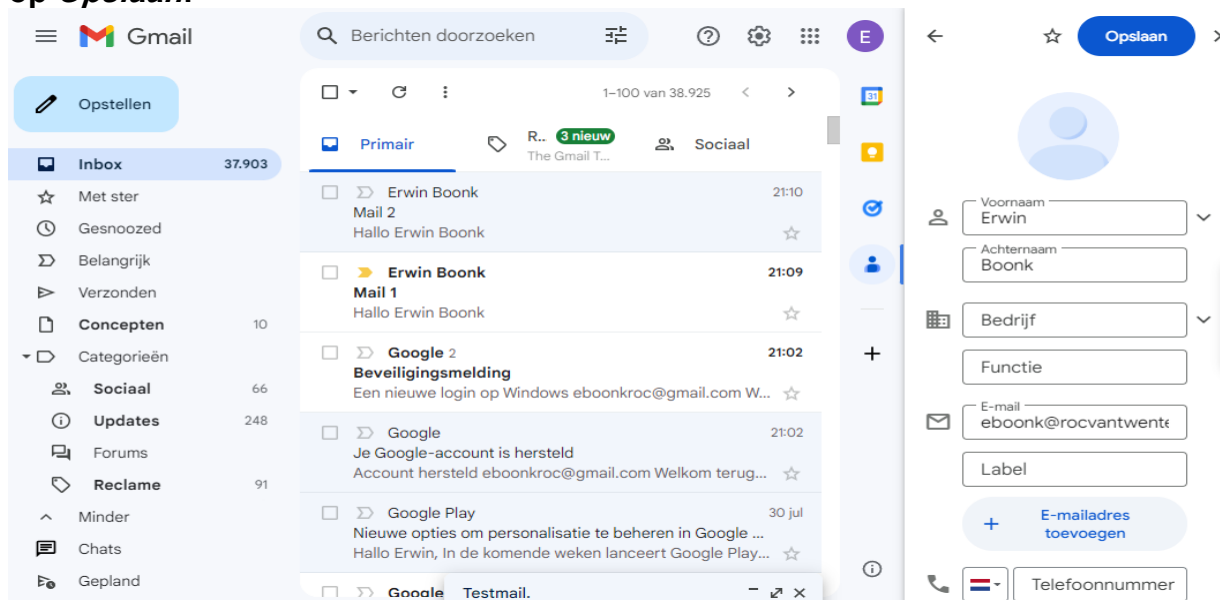 op Opslaan.
Gmail
Berichten doorzoeken
E
Opslaan
Opstellen
1–100 van 38.925
31
Primair
R.. 3 nieuw
The Gmail T...
Sociaal
Inbox 37.903
Met ster
Gesnoozed
Belangrijk
Verzonden
Concepten 10
Categorieën
Sociaal 66
Updates 248
Forums
Reclame 91
Minder
Chats
Gepland
Erwin Boonk 21:10
Mail 2
Hallo Erwin Boonk
Erwin Boonk 21:09
Mail 1
Hallo Erwin Boonk
Google 2 21:02
Beveiligingsmelding
Een nieuwe login op Windows eboonkroc@gmail.com W...
Google 21:02
Je Google-account is hersteld
Account hersteld eboonkroc@gmail.com Welkom terug...
Google Play 30 jul
Nieuwe opties om personalisatie te beheren in Google ...
Hallo Erwin, In de komende weken lanceert Google Play...
Google
Testmail.
Voornaam
Erwin
Achternaam
Boonk
Bedrijf
Functie
E-mail
eboonk@rocvantwente
Label
E-mailadres
toevoegen
Telefoonnummer